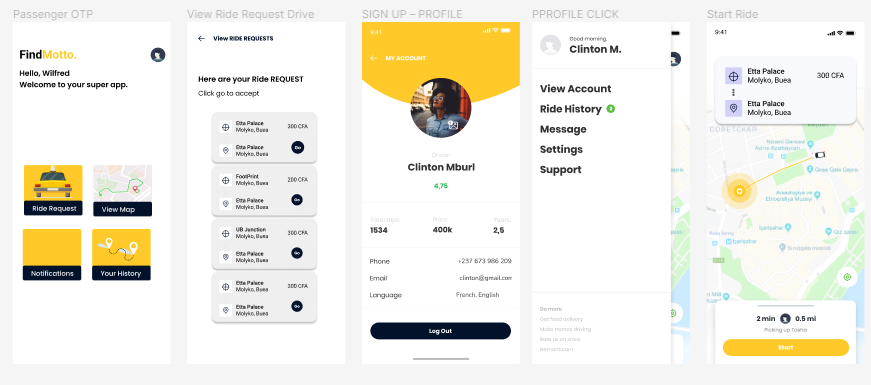 Passenger OTP
FindMotto.
Hello, Wilfred
Welcome to your super app.
Ride Request
View Map
Notifications
Your History
View Ride Request Drive
View RIDE REQUESTS
Here are your Ride REQUEST
Click go to accept
Etta Palace
Molyko, Buea
300 CFA
Etta Palace
Molyko, Buea
Go
FootPrint
Molyko, Buea
200 CFA
Etta Palace
Molyko, Buea
Go
UB Junction
Molyko, Buea
300 CFA
Etta Palace
Molyko, Buea
Go
Etta Palace
Molyko, Buea
300 CFA
Etta Palace
Molyko, Buea
Go
SIGN UP – PROFILE
9:41
MY ACCOUNT
Driver
Clinton Mburl
4,75
Total trips
1534
Price
400k
Years
2,5
Phone
+237 673 986 209
Email
clinton@gmail.com
Language
French, English
Log Out
PPROFILE CLICK
Good morning,
Clinton M.
View Account
Ride History
Message
Settings
Support
Do more
Get food delivery
Make money driving
Rate us on store
Start Ride
9:41
Etta Palace
Molyko, Buea
300 CFA
Etta Palace
Molyko, Buea
2 min
0.5 mi
Picking up Tasha
Start